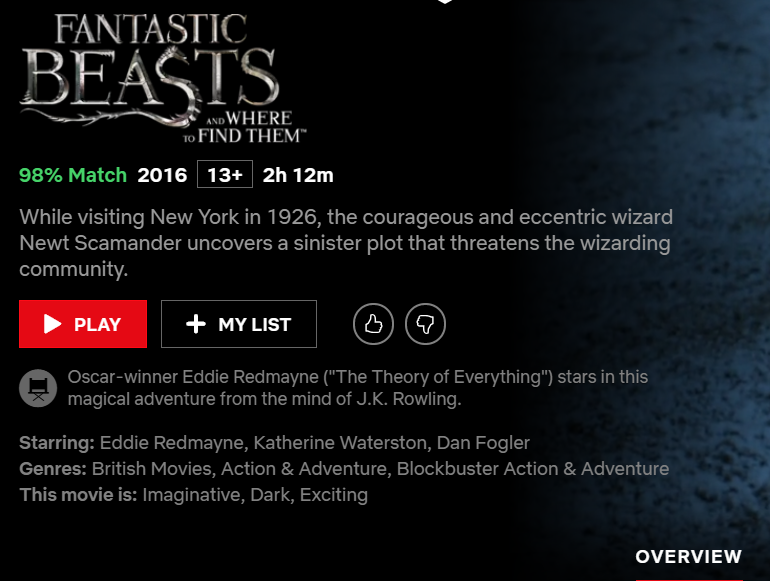 FANTASTIC
BEASTS
AND WHERE
TO FIND THEM™
98% Match 2016 13+ 2h 12m
While visiting New York in 1926, the courageous and eccentric wizard
Newt Scamander uncovers a sinister plot that threatens the wizarding
community.
PLAY MY LIST
Oscar-winner Eddie Redmayne ("The Theory of Everything") stars in this
magical adventure from the mind of J.K. Rowling.
Starring: Eddie Redmayne, Katherine Waterston, Dan Fogler
Genres: British Movies, Action & Adventure, Blockbuster Action & Adventure
This movie is: Imaginative, Dark, Exciting
OVERVIEW